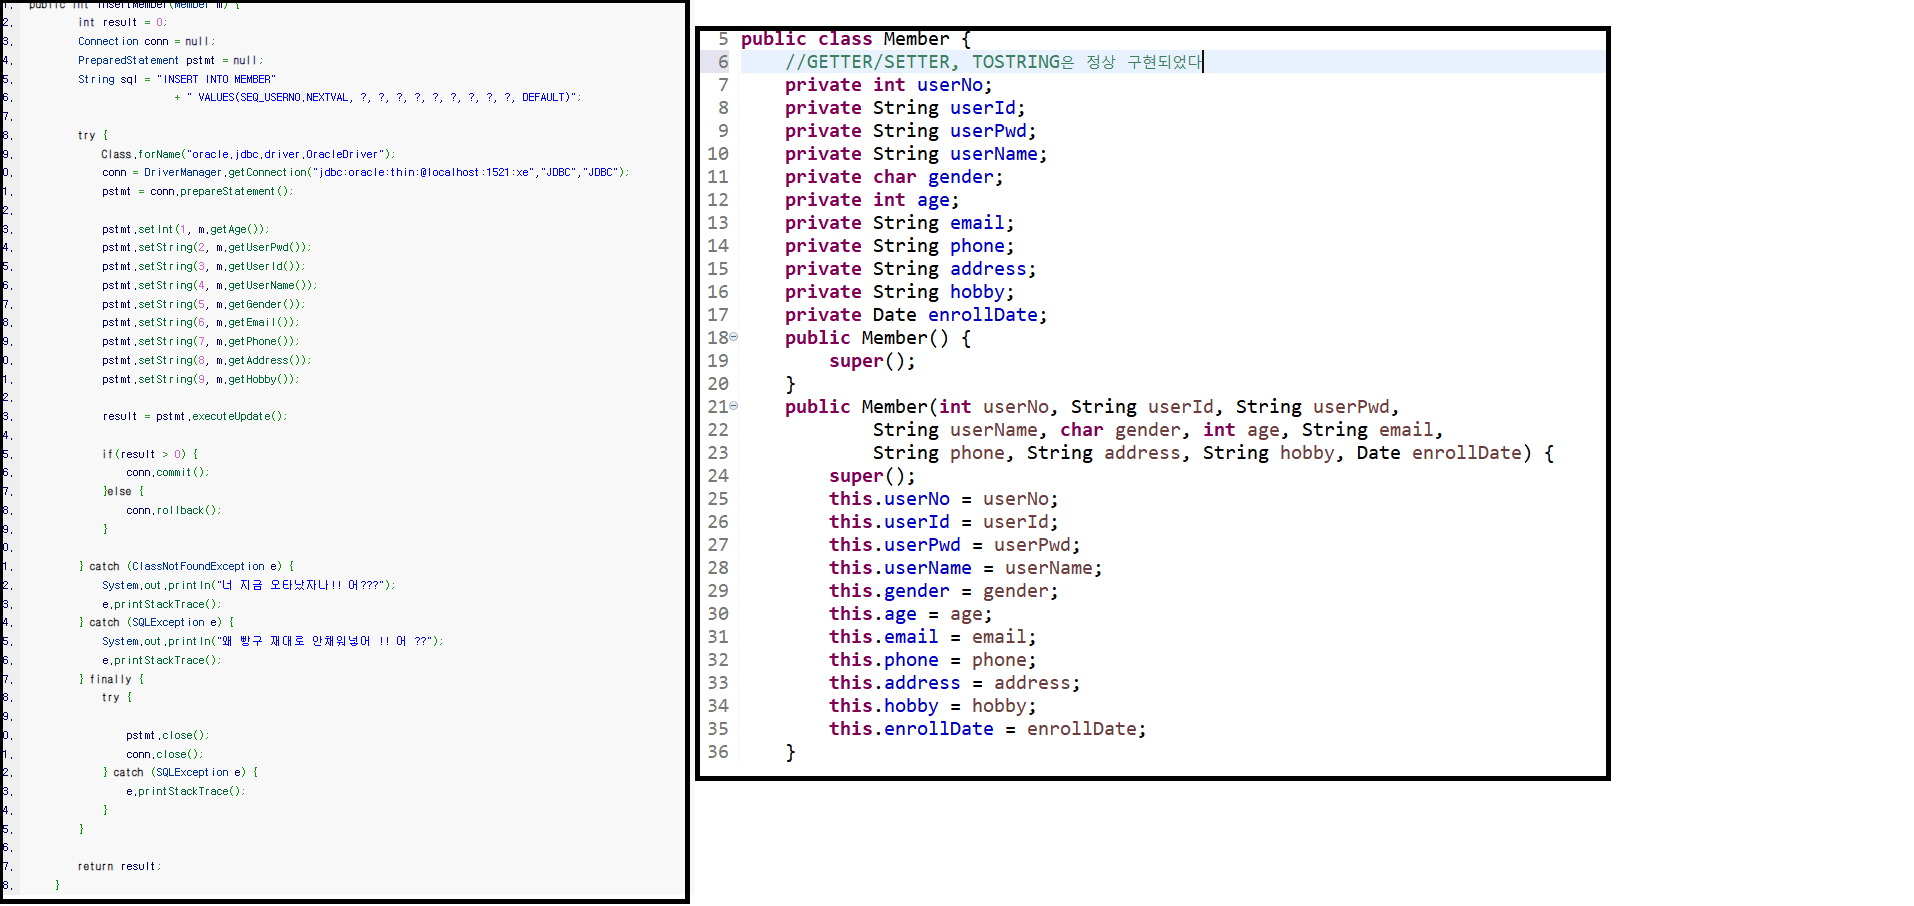 1. public int insertMember(Member m) {
2. int result = 0;
3. Connection conn = null;
4. PreparedStatement pstmt = null;
5. String sql = "INSERT INTO MEMBER"
6. + " VALUES(SEQ_USERNO.NEXTVAL, ?, ?, ?, ?, ?, ?, ?, ?, ?, DEFAULT)";
7.
8. try {
9. Class.forName("oracle.jdbc.driver.OracleDriver");
0. conn = DriverManager.getConnection("jdbc:oracle:thin:@localhost:1521:xe","JDBC","JDBC");
1. pstmt = conn.prepareStatement();
2.
3. pstmt.setInt(1, m.getAge());
4. pstmt.setString(2, m.getUserPwd());
5. pstmt.setString(3, m.getUserId());
6. pstmt.setString(4, m.getUserName());
7. pstmt.setString(5, m.getGender());
8. pstmt.setString(6, m.getEmail());
9. pstmt.setString(7, m.getPhone());
0. pstmt.setString(8, m.getAddress());
1. pstmt.setString(9, m.getHobby());
2.
3. result = pstmt.executeUpdate();
4.
5. if(result > 0) {
6. conn.commit();
7. }else {
8. conn.rollback();
9. }
0.
1. } catch (ClassNotFoundException e) {
2. System.out.println("너 지금 오타났자나!! 어???");
3. e.printStackTrace();
4. } catch (SQLException e) {
5. System.out.println("왜 빵구 재대로 안채워넣어 !! 어 ??");
6. e.printStackTrace();
7. } finally {
8. try {
9.
0. pstmt.close();
1. conn.close();
2. } catch (SQLException e) {
3. e.printStackTrace();
4. }
5. }
6.
7. return result;
8. }
5 public class Member {
6 //GETTER/SETTER, TOSTRING은 정상 구현되었다
7 private int userNo;
8 private String userId;
9 private String userPwd;
10 private String userName;
11 private char gender;
12 private int age;
13 private String email;
14 private String phone;
15 private String address;
16 private String hobby;
17 private Date enrollDate;
18 public Member() {
19 super();
20 }
21 public Member(int userNo, String userId, String userPwd,
22 String userName, char gender, int age, String email,
23 String phone, String address, String hobby, Date enrollDate) {
24 super();
25 this.userNo = userNo;
26 this.userId = userId;
27 this.userPwd = userPwd;
28 this.userName = userName;
29 this.gender = gender;
30 this.age = age;
31 this.email = email;
32 this.phone = phone;
33 this.address = address;
34 this.hobby = hobby;
35 this.enrollDate = enrollDate;
36 }